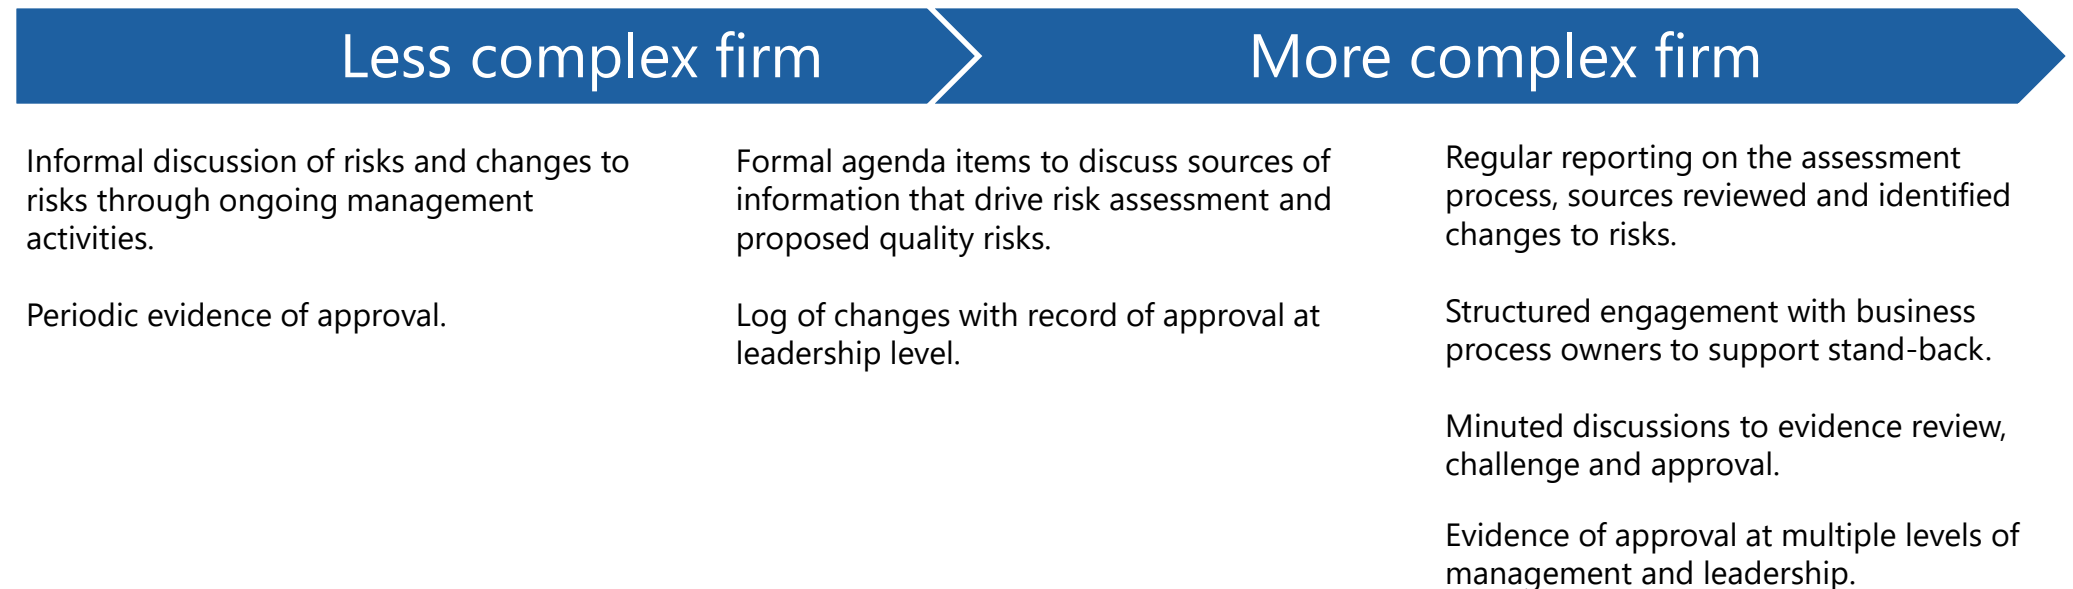 Less complex firm
More complex firm
Informal discussion of risks and changes to
risks through ongoing management
activities.
Periodic evidence of approval.
Formal agenda items to discuss sources of
information that drive risk assessment and
proposed quality risks.
Log of changes with record of approval at
leadership level.
Regular reporting on the assessment
process, sources reviewed and identified
changes to risks.
Structured engagement with business
process owners to support stand-back.
Minuted discussions to evidence review,
challenge and approval.
Evidence of approval at multiple levels of
management and leadership.